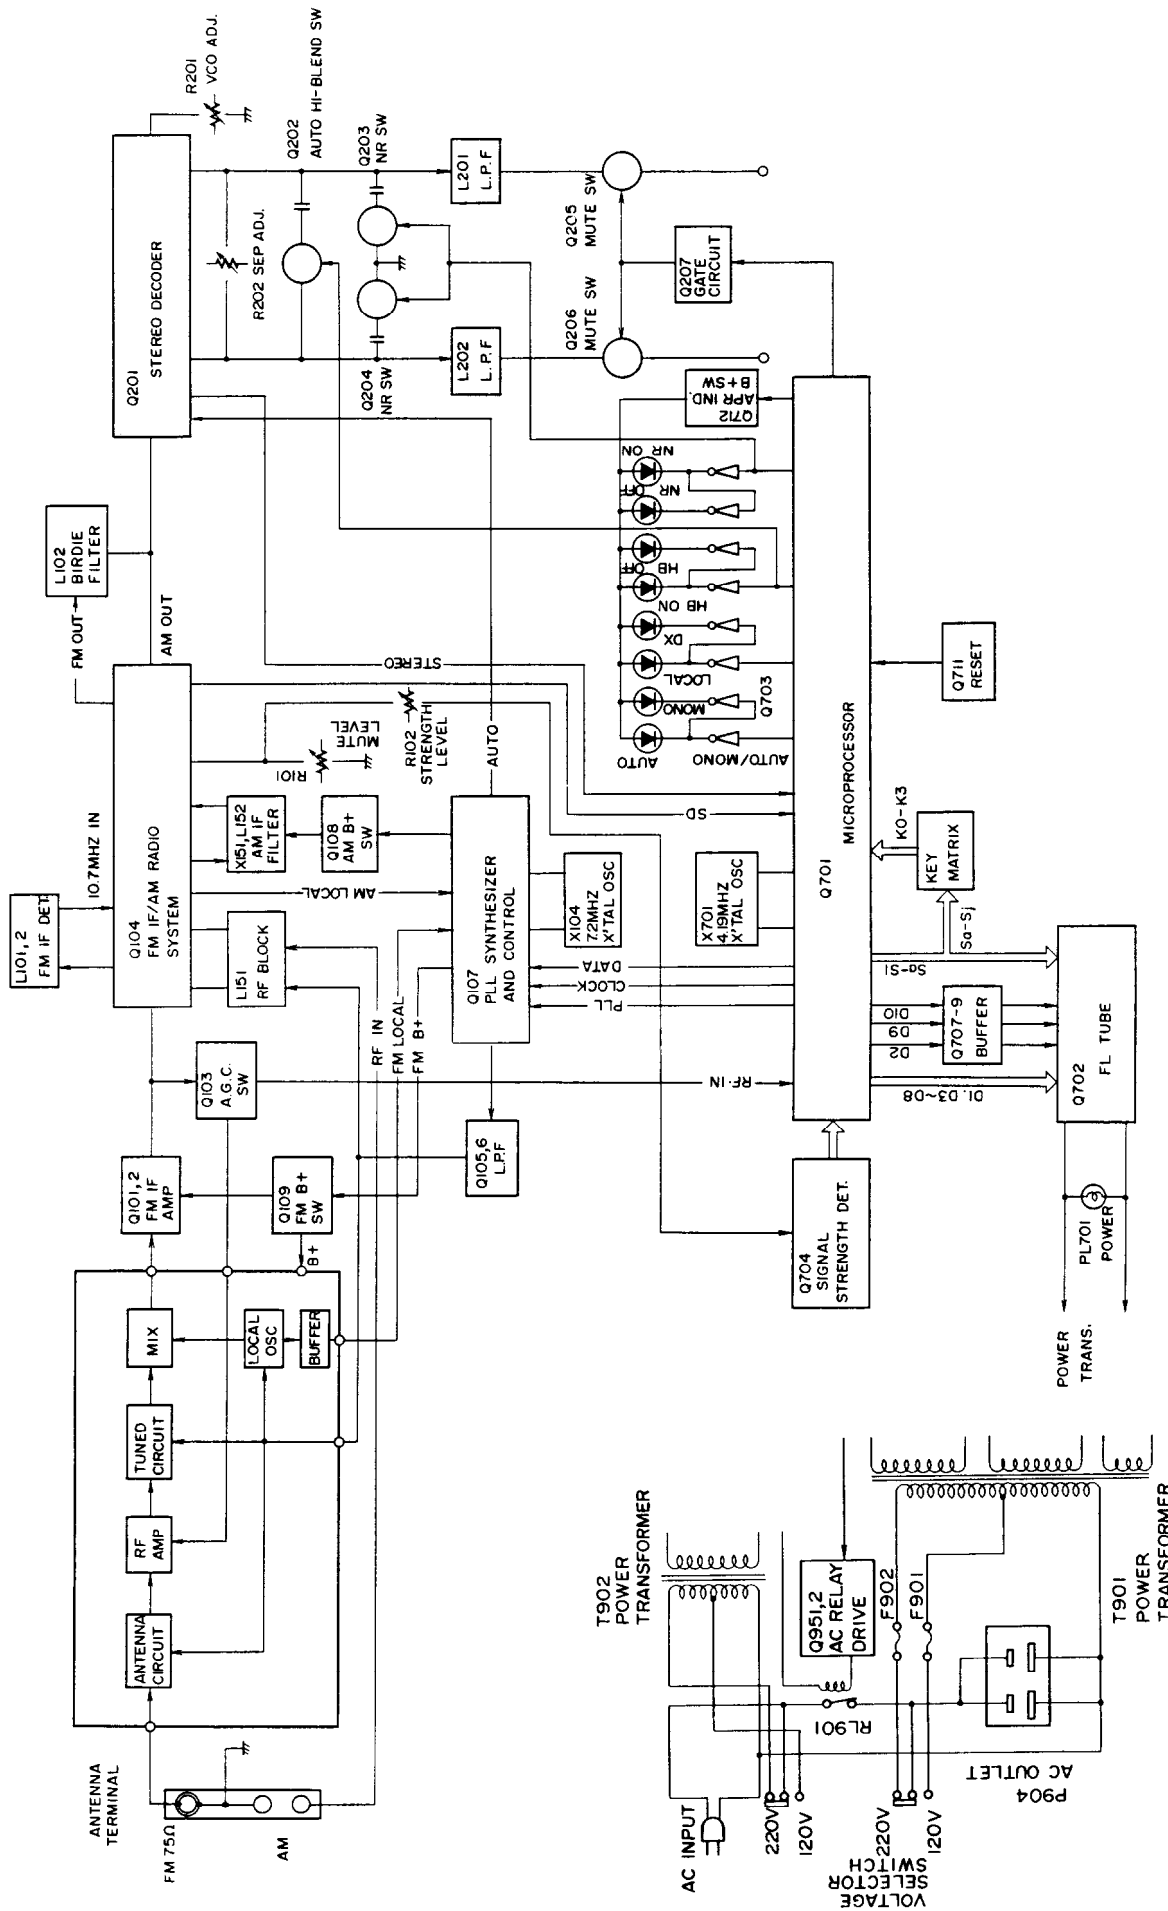 ANTENNA
TERMINAL
FM 75Ω
AM
ANTENNA
CIRCUIT
RF
AMP
TUNED
CIRCUIT
MIX
LOCAL
OSC
BUFFER
B+
Q101,2
FM IF
AMP
Q103
A.G.C.
SW
Q109
FM B+
SW
RF IN
FM LOCAL
FM B+
Q105,6
L.P.F
L101,2
FM IF DET.
10.7MHZ IN
Q104
FM IF/AM RADIO
SYSTEM
L151
RF BLOCK
AM LOCAL
X151,L152
AM IF
FILTER
Q108
AM B+
SW
R101
MUTE
LEVEL
R102
STRENGTH
LEVEL
FM OUT
AM OUT
L102
BIRDIE
FILTER
Q107
PLL SYNTHESIZER
AND CONTROL
AUTO
X104
7.2MHZ
X'TAL OSC
Q201
STEREO DECODER
R201
VCO ADJ.
R202 SEP ADJ.
Q202
AUTO HI-BLEND SW
Q203
NR SW
Q204
NR SW
L201
L.P.F
L202
L.P.F
Q205
MUTE SW
Q206
MUTE SW
Q207
GATE
CIRCUIT
STEREO
SD
RF-IN
PLL
CLOCK
DATA
X701
4.19MHZ
X'TAL OSC
AUTO
MONO
LOCAL
DX
HB ON
HB OFF
NR OFF
NR ON
Q712
APR IND.
B+SW
AUTO/MONO
Q703
Q701
MICROPROCESSOR
Q704
SIGNAL
STRENGTH DET.
Q711
RESET
KEY
MATRIX
K0-K3
Sa-Sj
Sa-Sl
D1.D3~D8
D2
D9
D10
Q707-9
BUFFER
Q702
FL TUBE
PL701
POWER
POWER
TRANS.
AC INPUT
220V
120V
VOLTAGE
SELECTOR
SWITCH
220V
120V
T902
POWER
TRANSFORMER
Q951,2
AC RELAY
DRIVE
RL901
F902
F901
P904
AC OUTLET
T901
POWER
TRANSFORMER